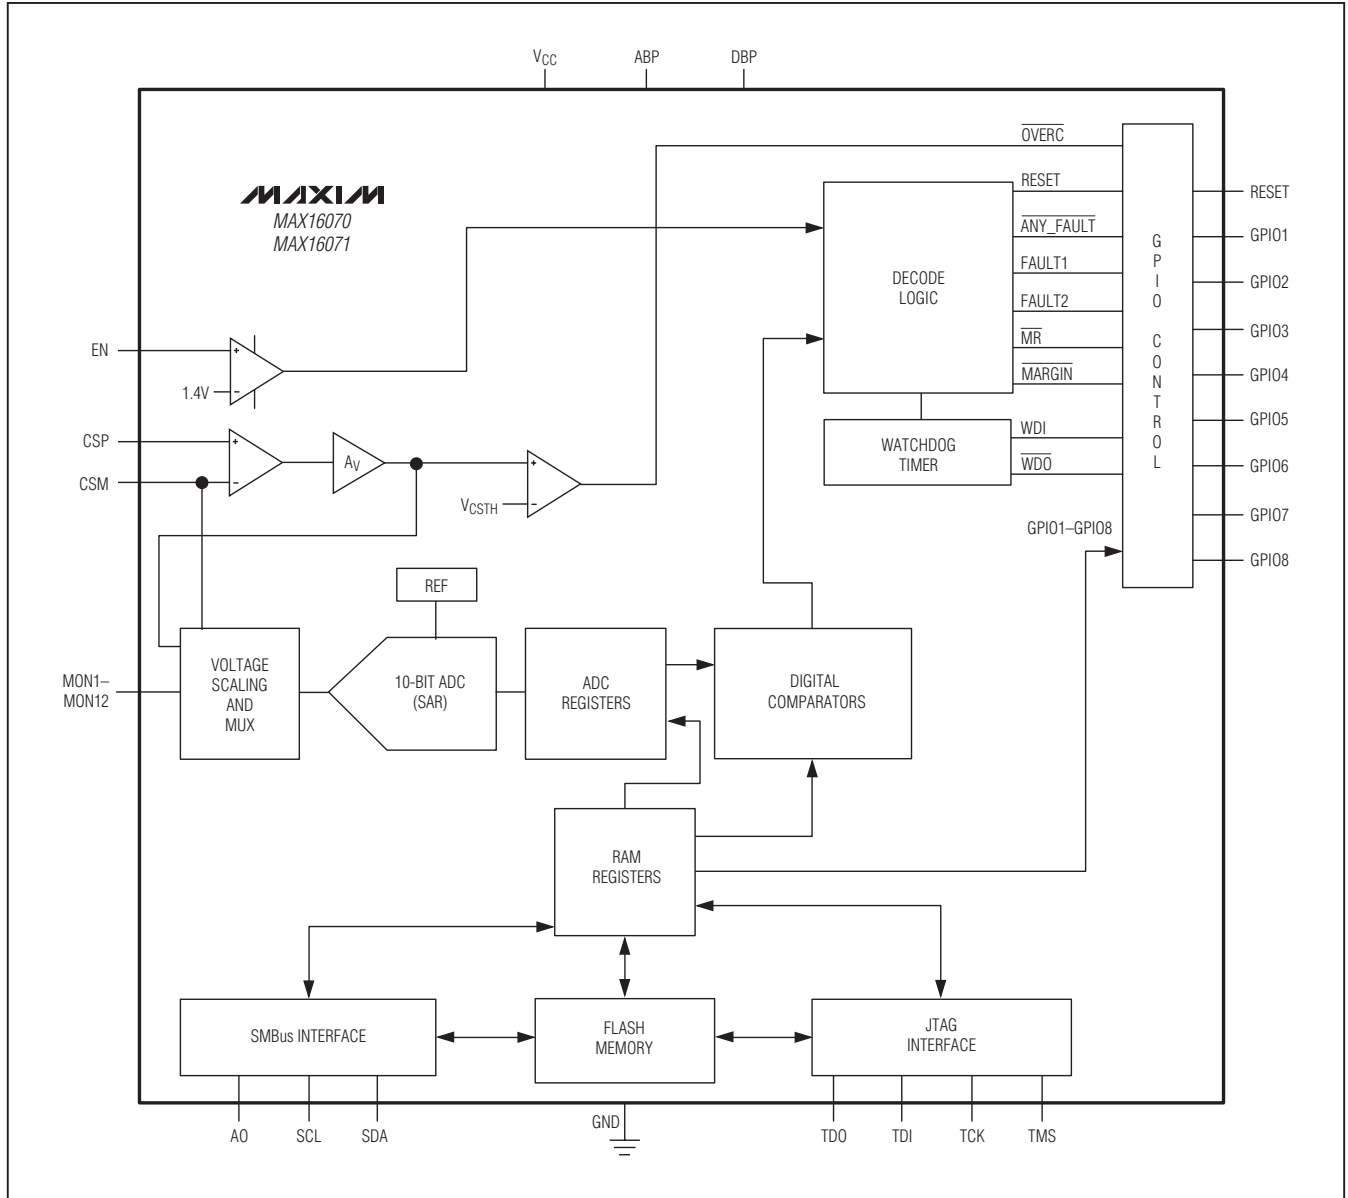 VCC ABP DBP
OVERC
MAXIM
MAX16070
MAX16071
RESET
ANY_FAULT
FAULT1
FAULT2
MR
MARGIN
DECODE
LOGIC
GPIO CONTROL
RESET
GPIO1
GPIO2
GPIO3
GPIO4
GPIO5
GPIO6
GPIO7
GPIO8
EN
+
1.4V
-
CSP
+
CSM
-
AV
+
VCSTH
-
WATCHDOG
TIMER
WDI
WDO
GPIO1–GPIO8
REF
MON1–
MON12
VOLTAGE
SCALING
AND
MUX
10-BIT ADC
(SAR)
ADC
REGISTERS
DIGITAL
COMPARATORS
RAM
REGISTERS
SMBus INTERFACE
FLASH
MEMORY
JTAG
INTERFACE
AO SCL SDA
GND
TDO TDI TCK TMS